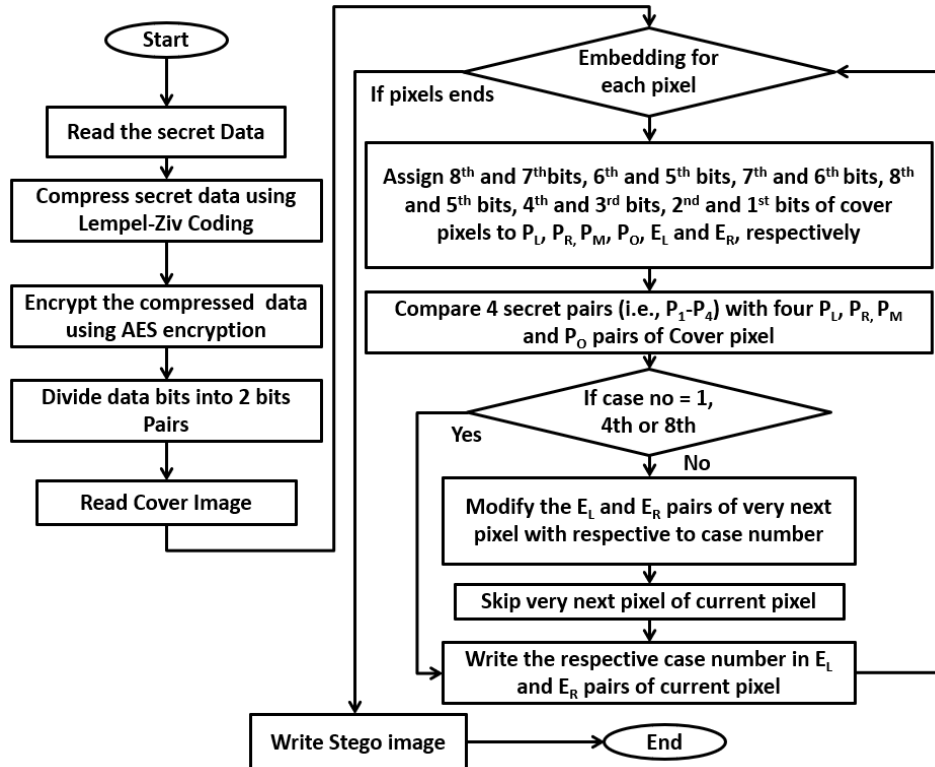 Start
Read the secret Data
Compress secret data using
Lempel-Ziv Coding
Encrypt the compressed data
using AES encryption
Divide data bits into 2 bits
Pairs
Read Cover Image
Embedding for
each pixel
If pixels ends
Assign 8th and 7thbits, 6th and 5th bits, 7th and 6th bits, 8th
and 5th bits, 4th and 3rd bits, 2nd and 1st bits of cover
pixels to PL, PR, PM, PO, EL and ER, respectively
Compare 4 secret pairs (i.e., P1-P4) with four PL, PR, PM
and PO pairs of Cover pixel
If case no = 1,
4th or 8th
Yes
No
Modify the EL and ER pairs of very next
pixel with respective to case number
Skip very next pixel of current pixel
Write the respective case number in EL
and ER pairs of current pixel
Write Stego image
End